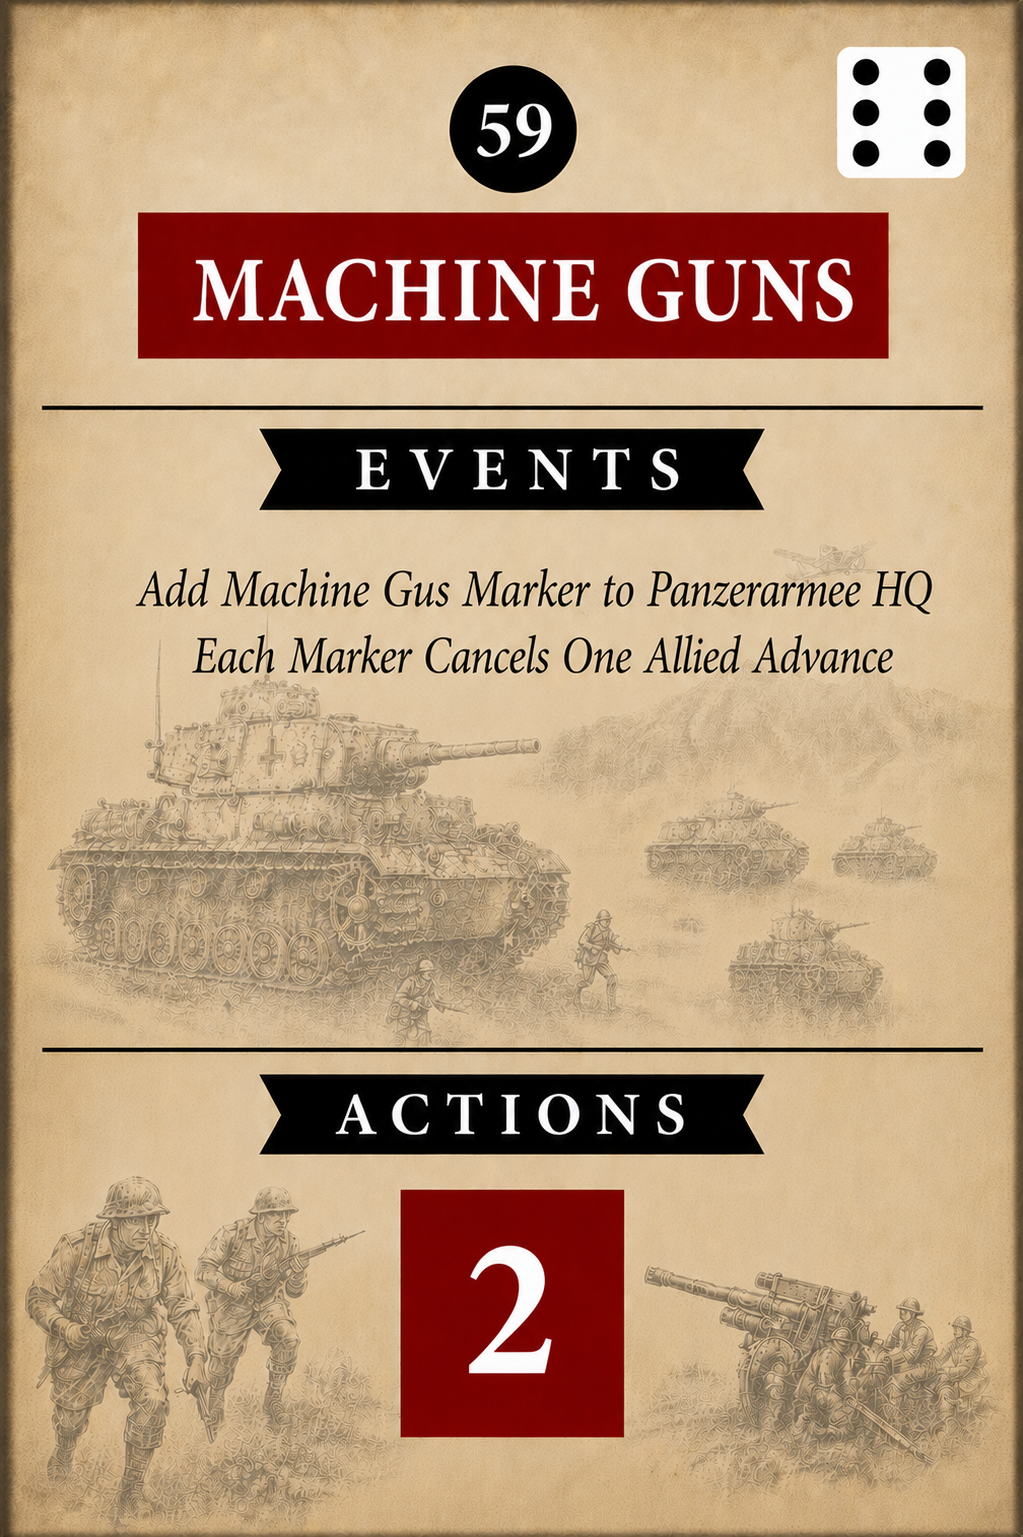 59
MACHINE GUNS
EVENTS
Add Machine Gus Marker to Panzerarmee HQ
Each Marker Cancels One Allied Advance
ACTIONS
2